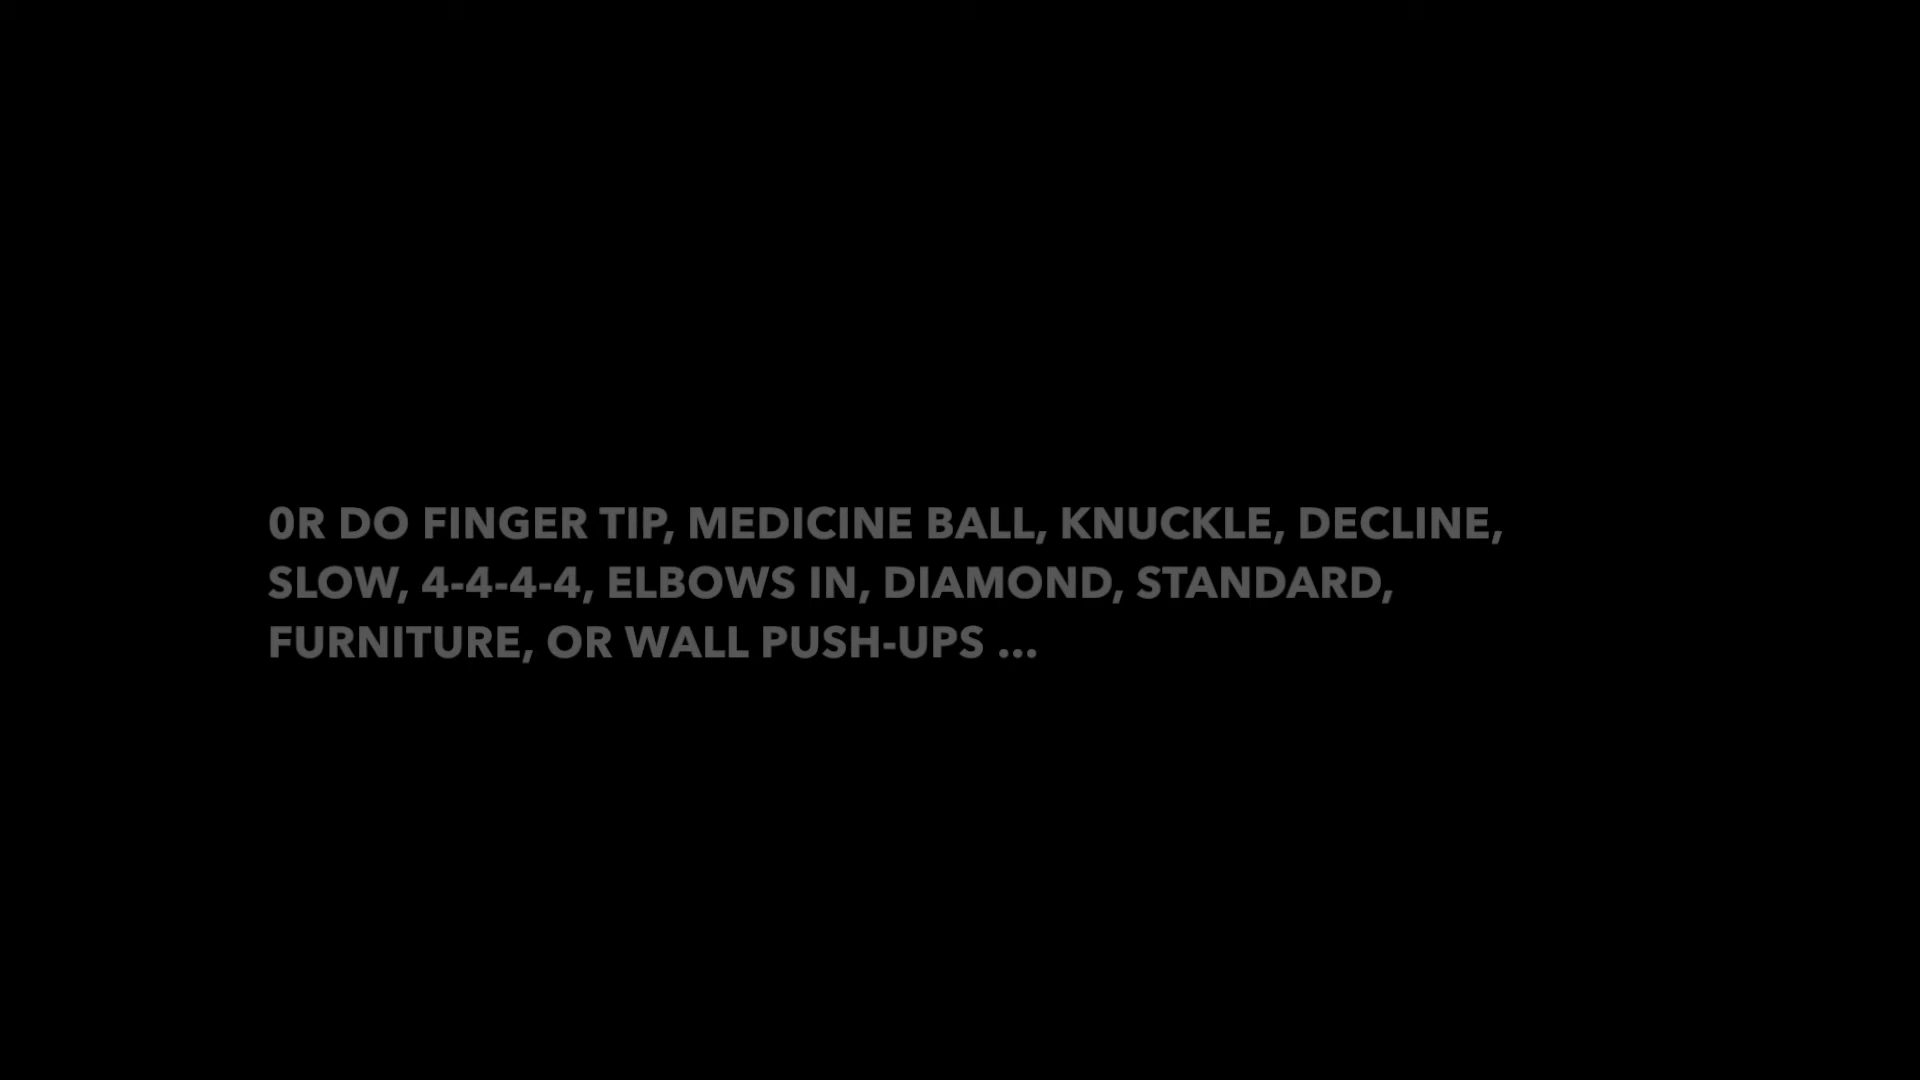 0R DO FINGER TIP, MEDICINE BALL, KNUCKLE, DECLINE,
SLOW, 4-4-4-4, ELBOWS IN, DIAMOND, STANDARD,
FURNITURE, OR WALL PUSH-UPS ...